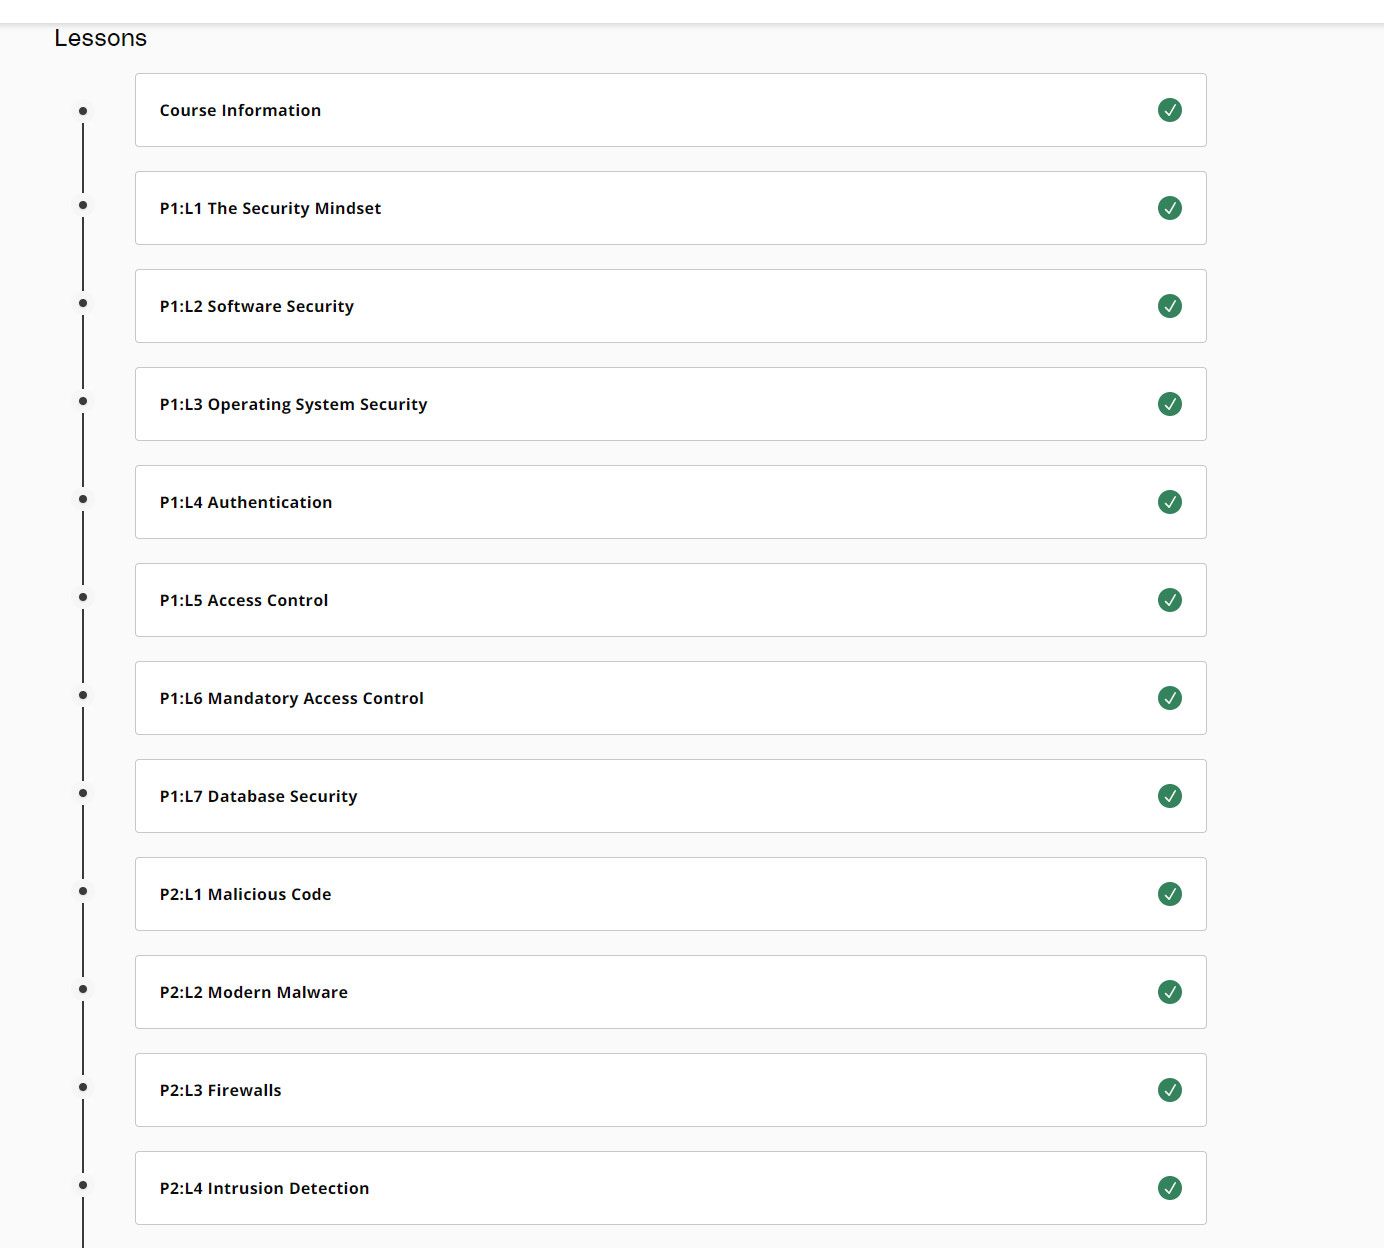 Lessons
Course Information
P1:L1 The Security Mindset
P1:L2 Software Security
P1:L3 Operating System Security
P1:L4 Authentication
P1:L5 Access Control
P1:L6 Mandatory Access Control
P1:L7 Database Security
P2:L1 Malicious Code
P2:L2 Modern Malware
P2:L3 Firewalls
P2:L4 Intrusion Detection